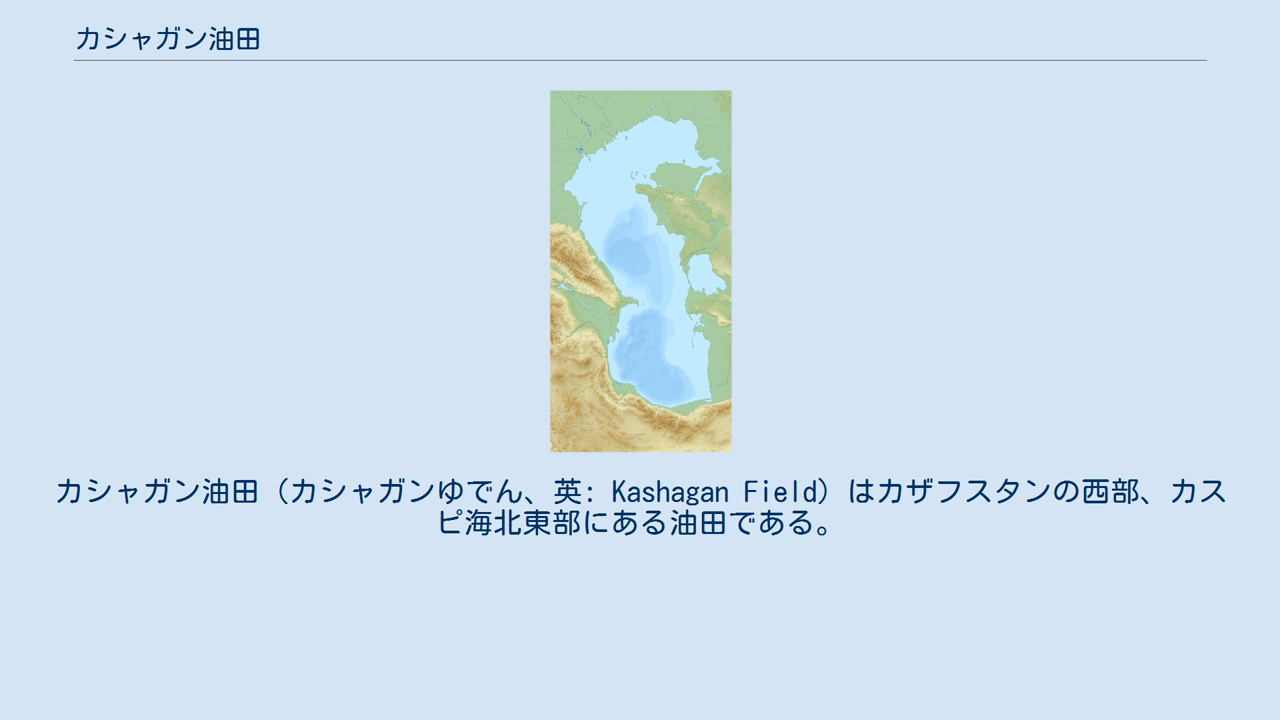 カシャガン油田
カシャガン油田（カシャガンゆでん、英: Kashagan Field）はカザフスタンの西部、カス
ピ海北東部にある油田である。